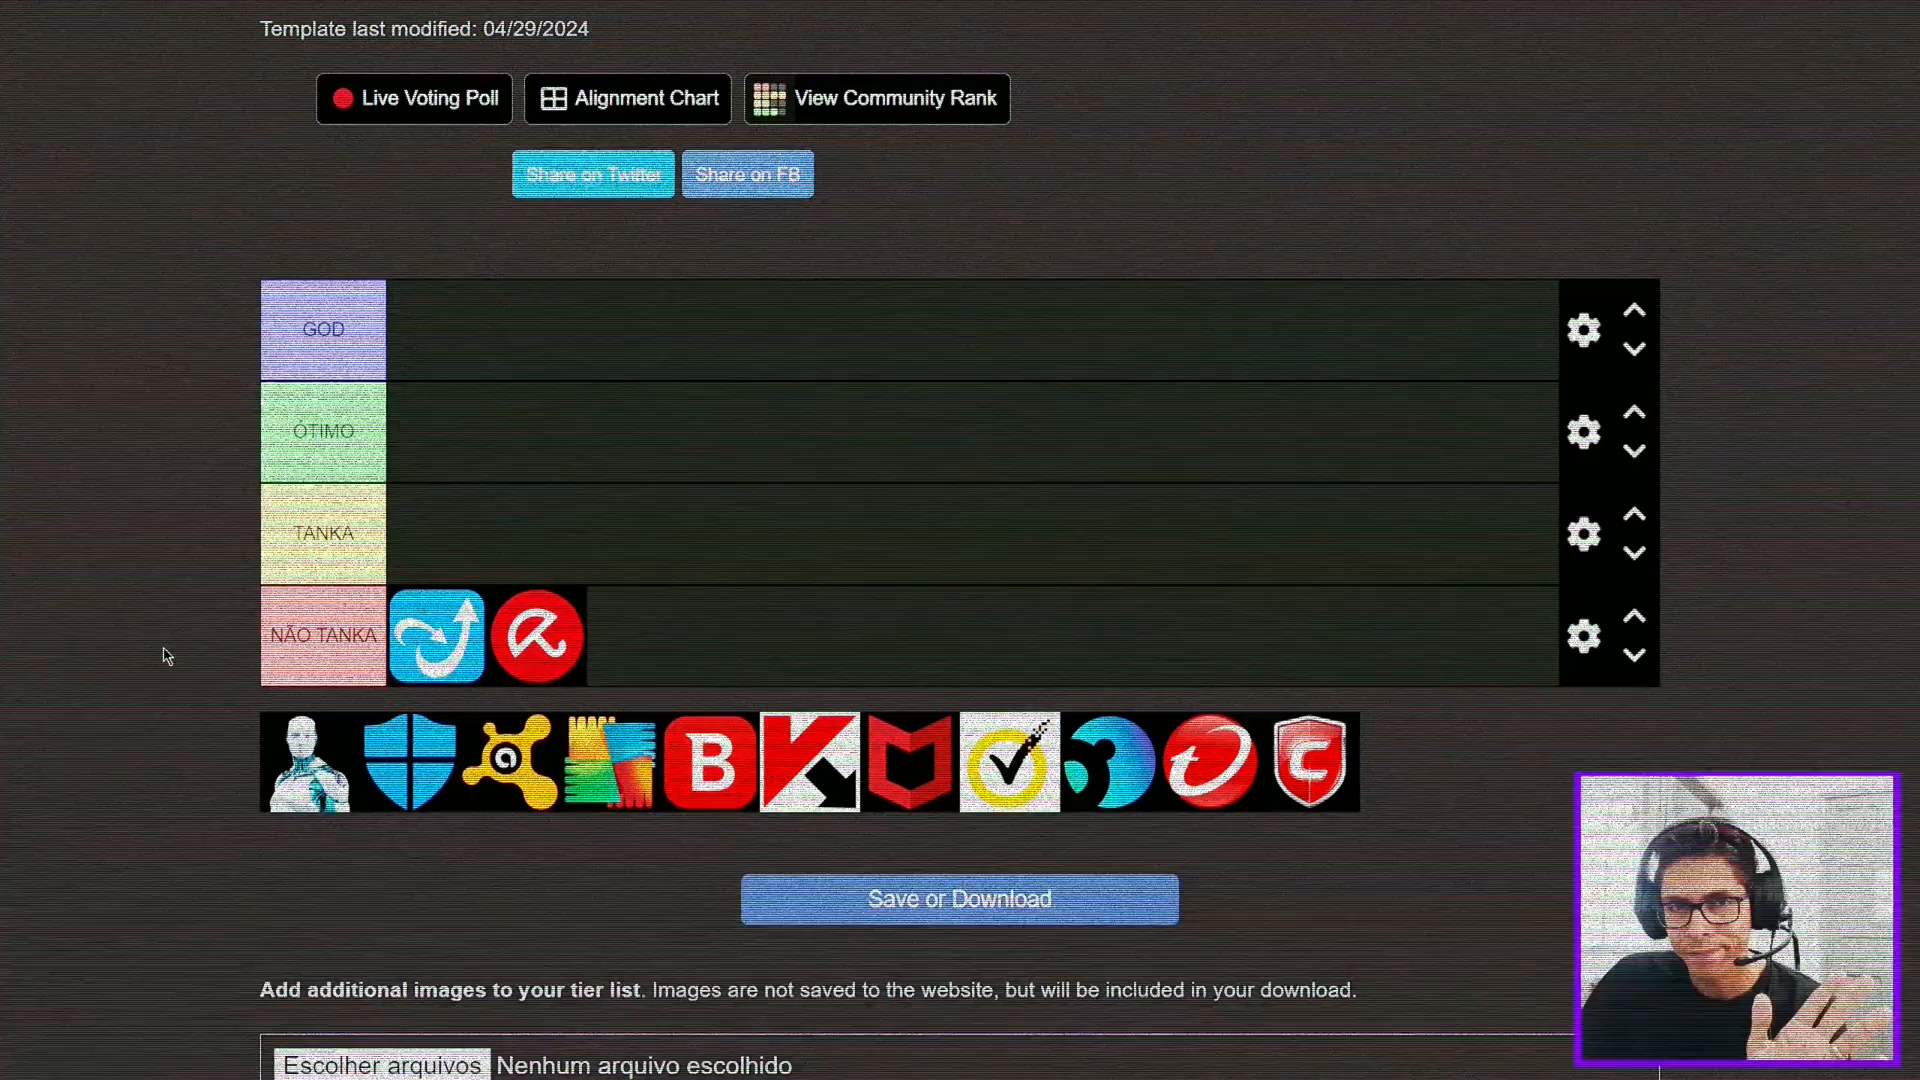 Template last modified: 04/29/2024
Live Voting Poll
Alignment Chart
View Community Rank
Share on Twitter
Share on FB
GOD
ÓTIMO
TANKA
NÃO TANKA
a
B
C
Save or Download
Add additional images to your tier list. Images are not saved to the website, but will be included in your download.
Escolher arquivos Nenhum arquivo escolhido